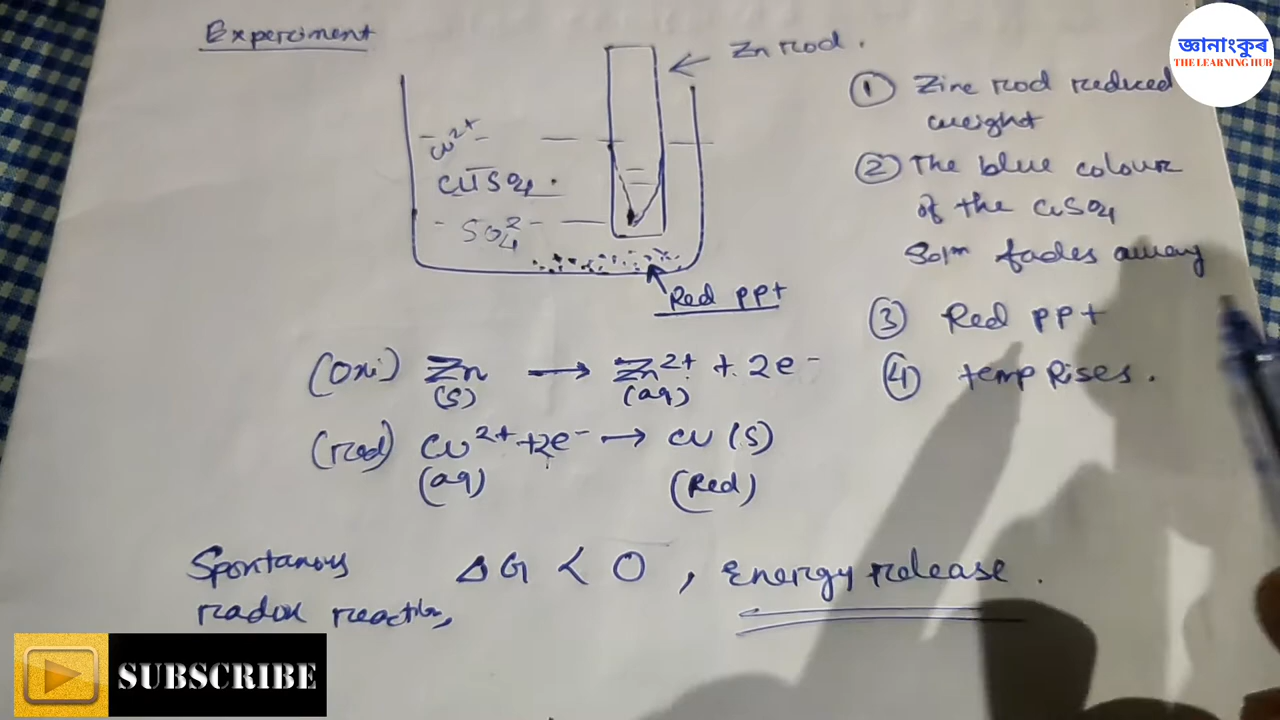 Experiment
Zn rod.
Cu²⁺
CuSO4.
SO4²⁻
Red ppt
(Oxi) Zn → Zn²⁺ + 2e⁻
(S) (aq)
(red) Cu²⁺ + 2e⁻ → Cu (S)
(aq) (Red)
Spontanous ΔG < 0, Energy release.
radox reaction,
① Zinc rod reduced
weight
② The blue colour
of the CuSO4
Solⁿ fades away
③ Red ppt
④ temp Rises.
জ্ঞানাংকুৰ
THE LEARNING HUB
SUBSCRIBE